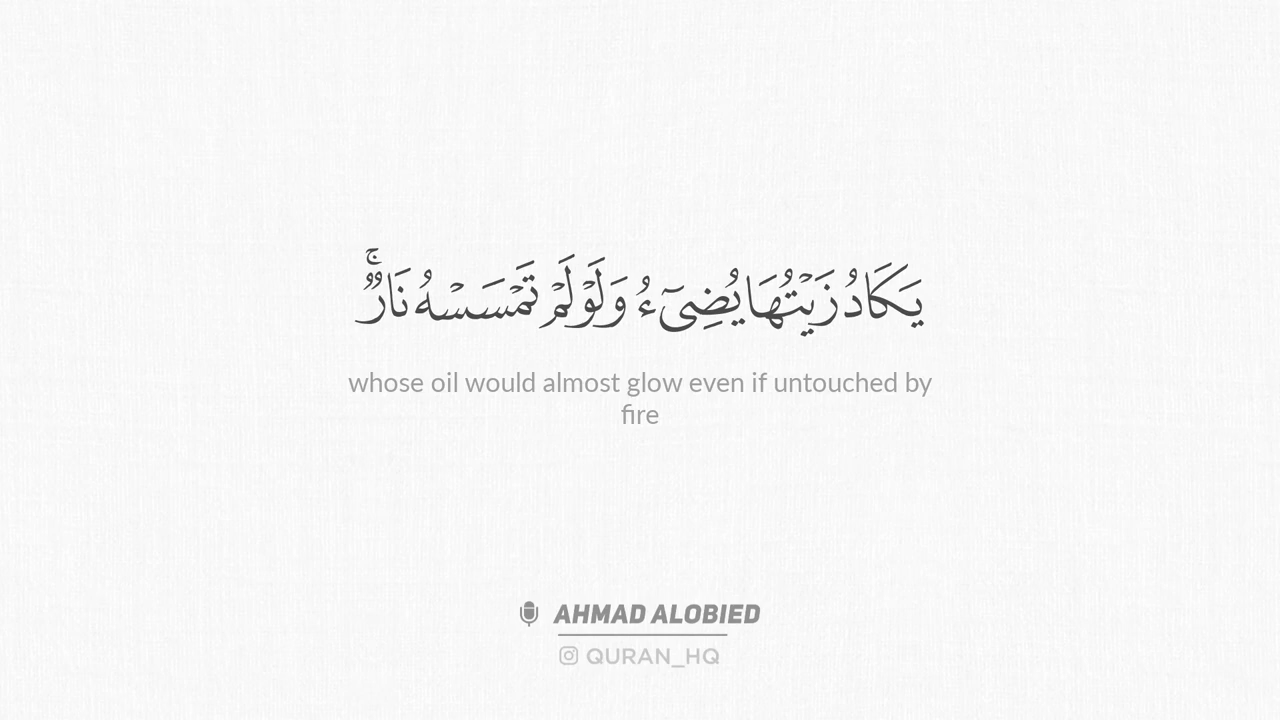 يَكَادُ زَيْتُهَا يُضِىٓءُ وَلَوْ لَمْ تَمْسَسْهُ نَارٌ ۚ
whose oil would almost glow even if untouched by
fire
AHMAD ALOBIED
QURAN_HQ